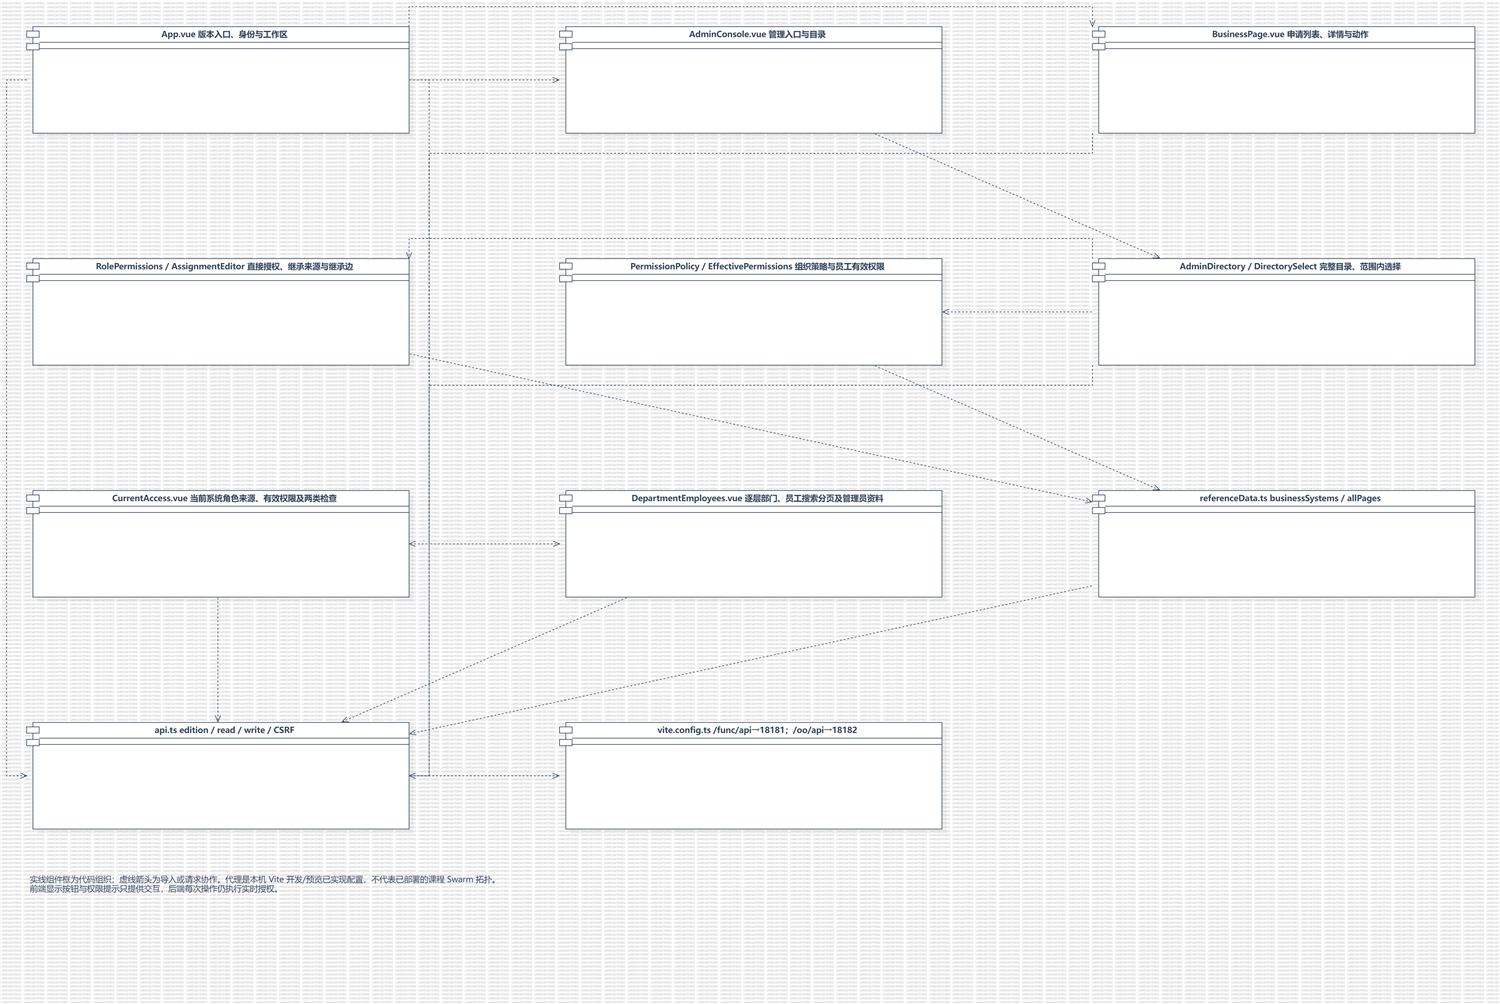 App.vue 版本入口、身份与工作区
AdminConsole.vue 管理入口与目录
BusinessPage.vue 申请列表、详情与动作
RolePermissions / AssignmentEditor 直接授权、继承来源与继承边
PermissionPolicy / EffectivePermissions 组织策略与员工有效权限
AdminDirectory / DirectorySelect 完整目录、范围内选择
CurrentAccess.vue 当前系统角色来源、有效权限及两类检查
DepartmentEmployees.vue 逐层部门、员工搜索分页及管理员资料
referenceData.ts businessSystems / allPages
api.ts edition / read / write / CSRF
vite.config.ts /func/api→18181；/oo/api→18182
实线组件框为代码组织；虚线箭头为导入或请求协作。代理是本机 Vite 开发/预览已实现配置，不代表已部署的课程 Swarm 拓扑。
前端显示按钮与权限提示只提供交互，后端每次操作仍执行实时授权。